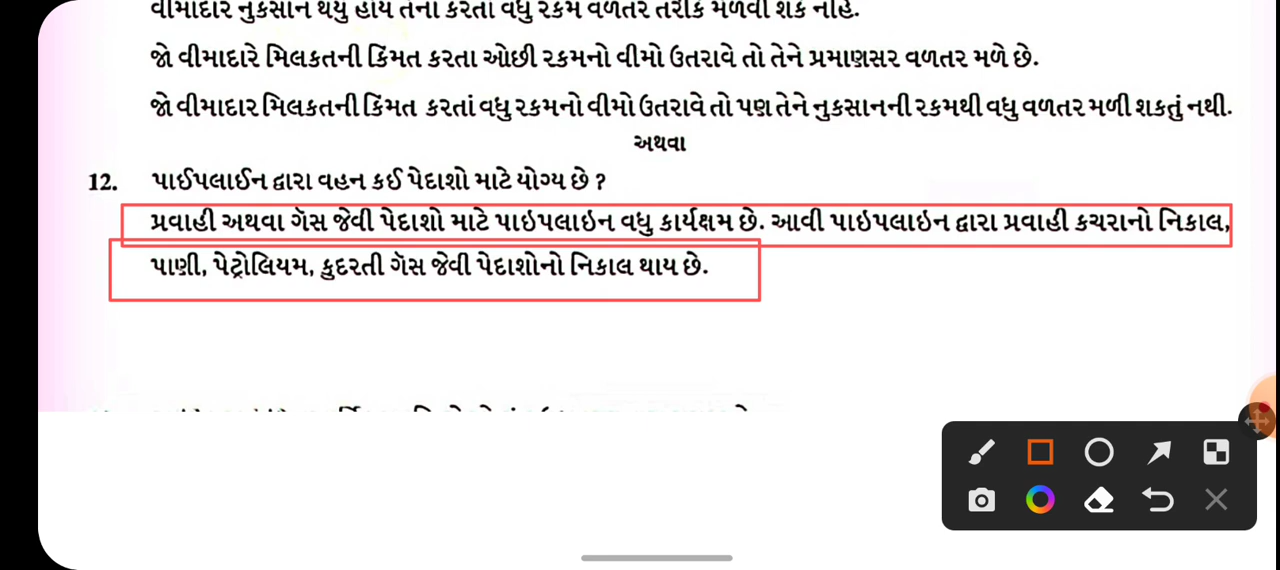 વીમાદારે નુકસાન થયું હોય તેના કરતાં વધુ રકમ વળતર તરીકે મેળવી શકે નહિ.
જો વીમાદારે મિલકતની કિંમત કરતા ઓછી રકમનો વીમો ઉતરાવે તો તેને પ્રમાણસર વળતર મળે છે.
જો વીમાદાર મિલકતની કિંમત કરતાં વધુ રકમનો વીમો ઉતરાવે તો પણ તેને નુકસાનની રકમથી વધુ વળતર મળી શકતું નથી.
અથવા
12. પાઈપલાઈન દ્વારા વહન કઈ પેદાશો માટે યોગ્ય છે ?
પ્રવાહી અથવા ગૅસ જેવી પેદાશો માટે પાઇપલાઇન વધુ કાર્યક્ષમ છે. આવી પાઇપલાઇન દ્વારા પ્રવાહી કચરાનો નિકાલ,
પાણી, પેટ્રોલિયમ, કુદરતી ગૅસ જેવી પેદાશોનો નિકાલ થાય છે.